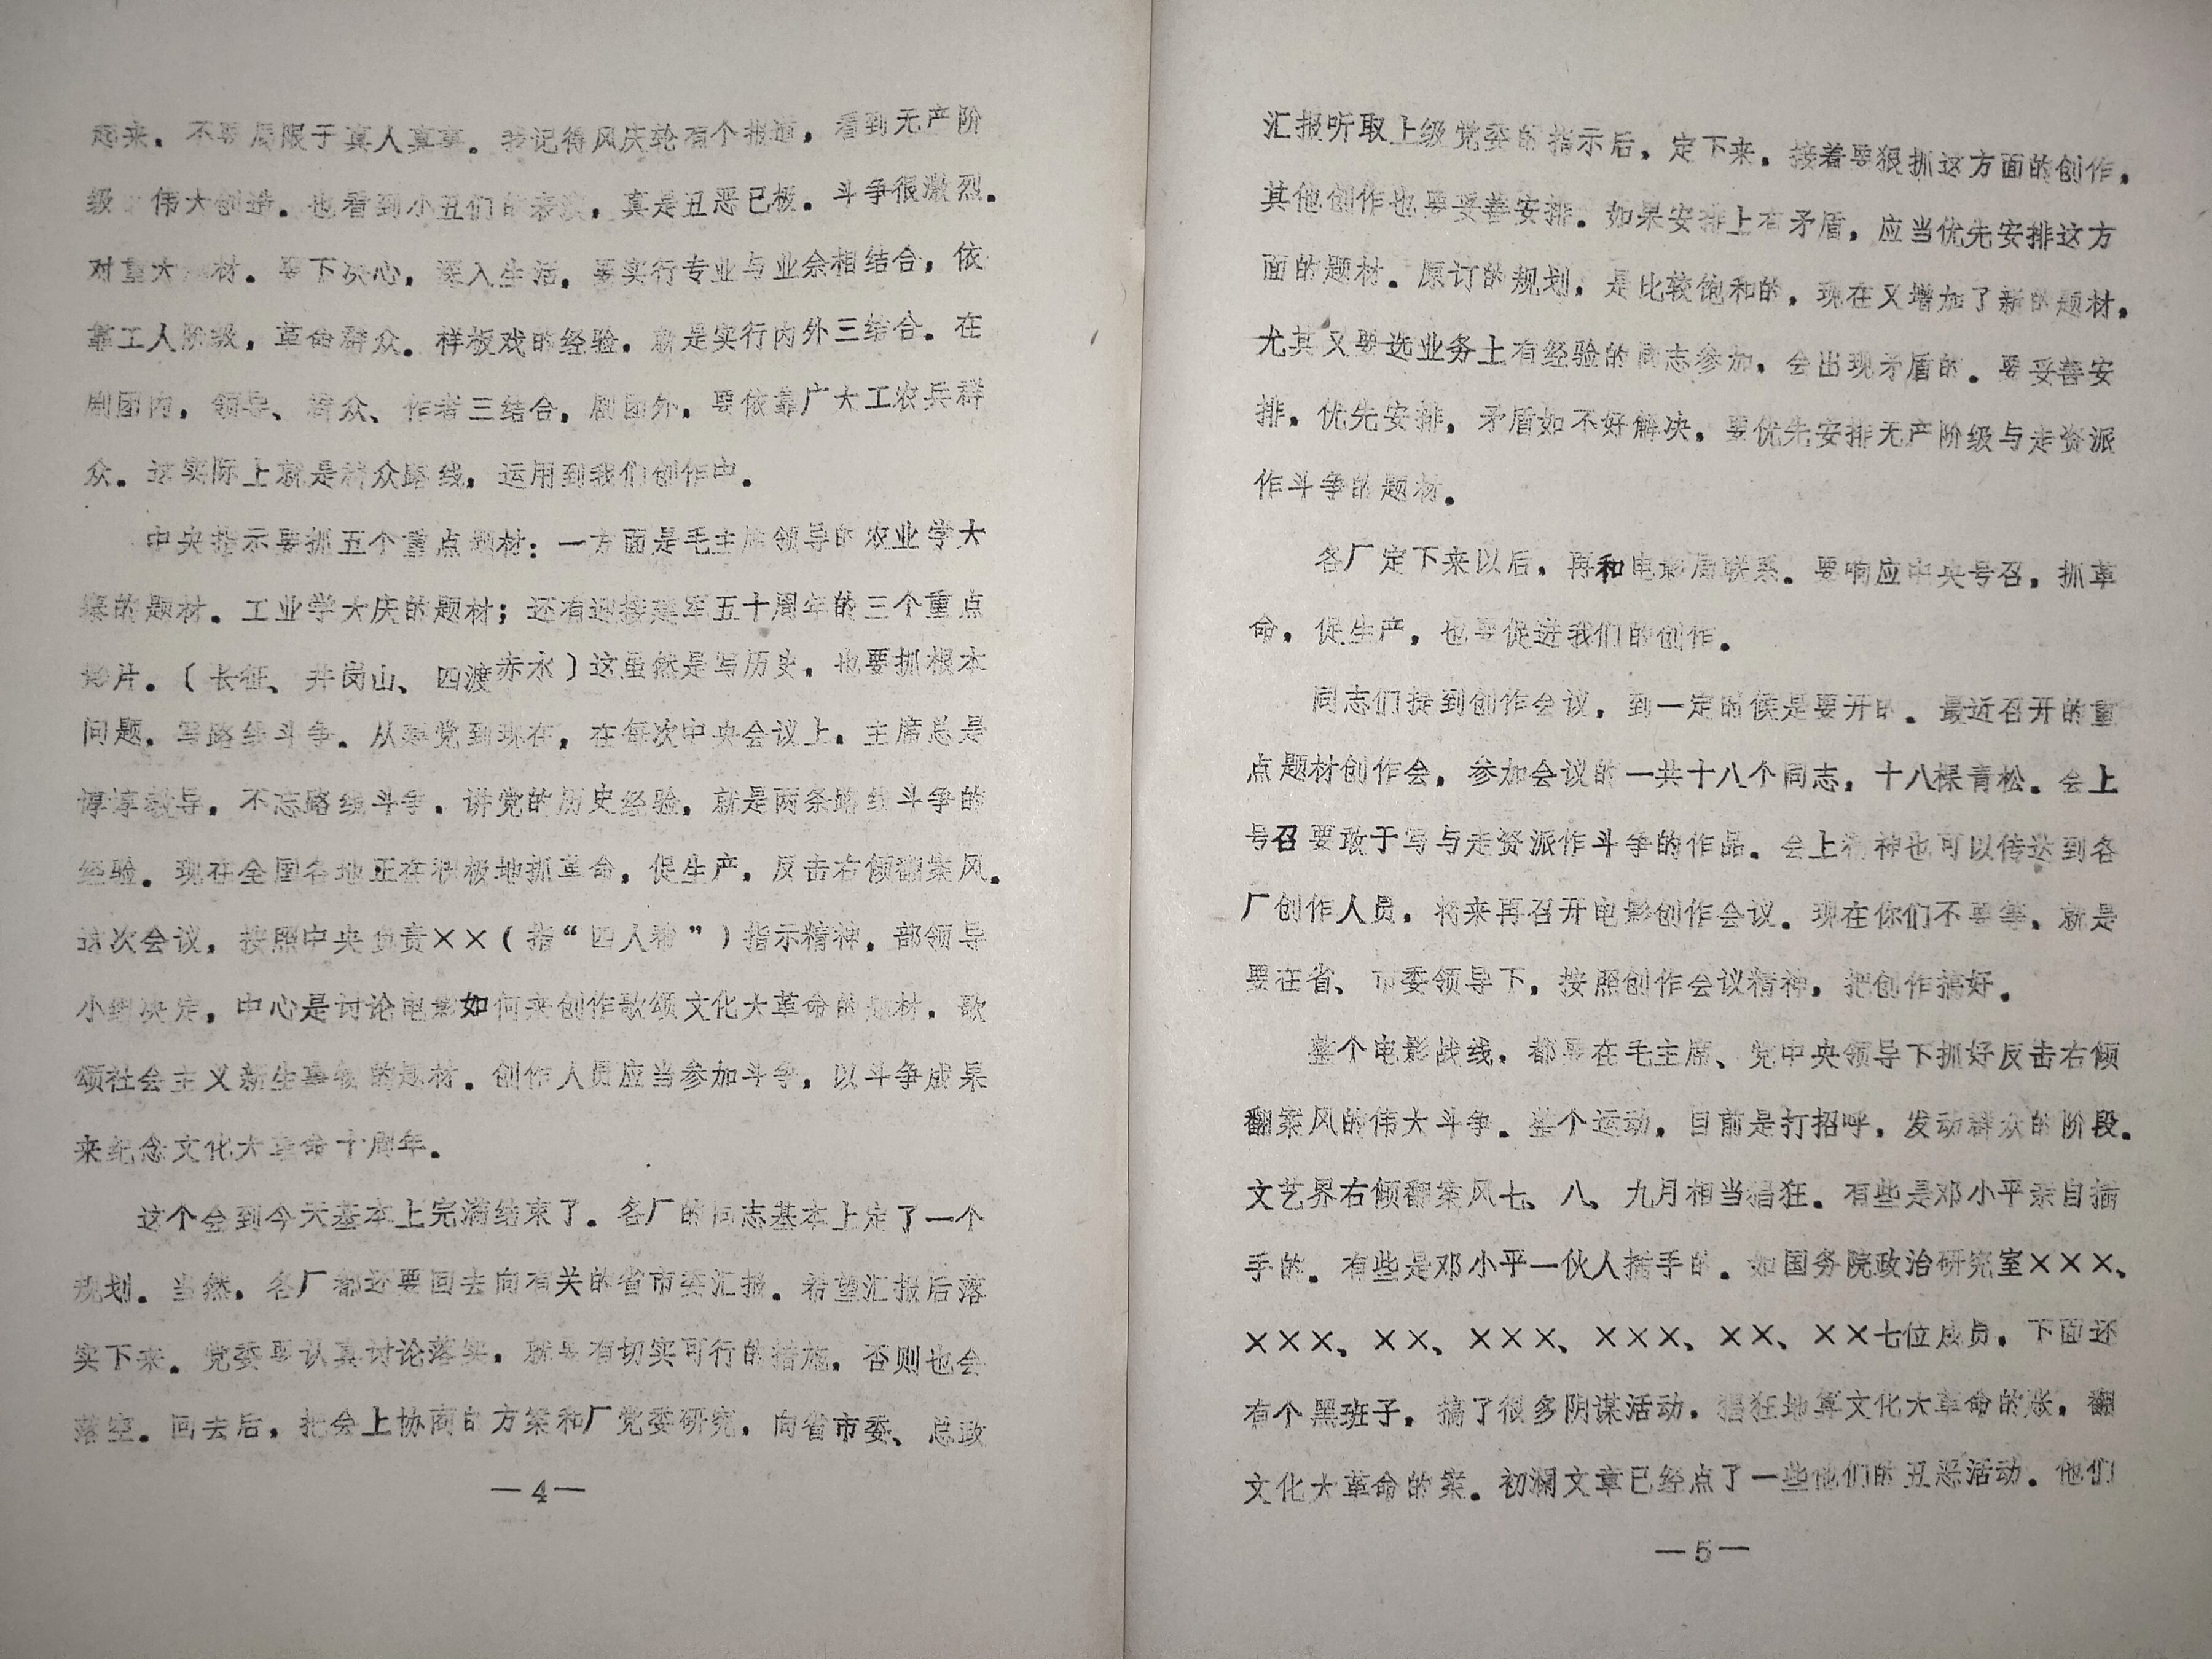 起来，不要局限于真人真事。我记得风庆轮有个报道，看到无产阶
级的伟大创造。也看到小丑们的表演，真是丑恶已极。斗争很激烈。
对重大题材。要下决心，深入生活，要实行专业与业余相结合，依
靠工人阶级，革命群众。样板戏的经验，就是实行内外三结合。在
剧团内，领导、群众、作者三结合，剧团外，要依靠广大工农兵群
众。这实际上就是群众路线，运用到我们创作中。
中央指示要抓五个重点题材：一方面是毛主席领导的农业学大
寨的题材。工业学大庆的题材；还有迎接建军五十周年的三个重点
影片。（长征、井岗山、四渡赤水）这虽然是写历史，也要抓根本
问题，写路线斗争。从建党到现在，在每次中央会议上，主席总是
谆谆教导，不忘路线斗争，讲党的历史经验，就是两条路线斗争的
经验。现在全国各地正在积极地抓革命，促生产，反击右倾翻案风。
这次会议，按照中央负责××（指“四人帮”）指示精神，部领导
小组决定，中心是讨论电影如何来创作歌颂文化大革命的题材，歌
颂社会主义新生事物的题材。创作人员应当参加斗争，以斗争成果
来纪念文化大革命十周年。
这个会到今天基本上完满结束了。各厂的同志基本上定了一个
规划。当然，各厂都还要回去向有关的省市委汇报。希望汇报后落
实下来。党委要认真讨论落实，就要有切实可行的措施，否则也会
落空。回去后，把会上协商的方案和厂党委研究，向省市委、总政
—4—
汇报听取上级党委的指示后，定下来，接着要狠抓这方面的创作，
其他创作也要妥善安排。如果安排上有矛盾，应当优先安排这方
面的题材。原订的规划，是比较饱和的，现在又增加了新的题材，
尤其又要选业务上有经验的同志参加，会出现矛盾的。要妥善安
排，优先安排，矛盾如不好解决，要优先安排无产阶级与走资派
作斗争的题材。
各厂定下来以后，再和电影局联系。要响应中央号召，抓革
命，促生产，也要促进我们的创作。
同志们提到创作会议，到一定的候是要开的。最近召开的重
点题材创作会，参加会议的一共十八个同志，十八棵青松。会上
号召要敢于写与走资派作斗争的作品。会上精神也可以传达到各
厂创作人员，将来再召开电影创作会议。现在你们不要等，就是
要在省、市委领导下，按照创作会议精神，把创作搞好。
整个电影战线，都要在毛主席、党中央领导下抓好反击右倾
翻案风的伟大斗争。整个运动，目前是打招呼，发动群众的阶段。
文艺界右倾翻案风七、八、九月相当猖狂。有些是邓小平亲自插
手的。有些是邓小平一伙人插手的。如国务院政治研究室×××、
×××、××、×××、×××、××、××七位成员，下面还
有个黑班子，搞了很多阴谋活动，猖狂地算文化大革命的账，翻
文化大革命的案。初澜文章已经点了一些他们的丑恶活动。他们
—5—